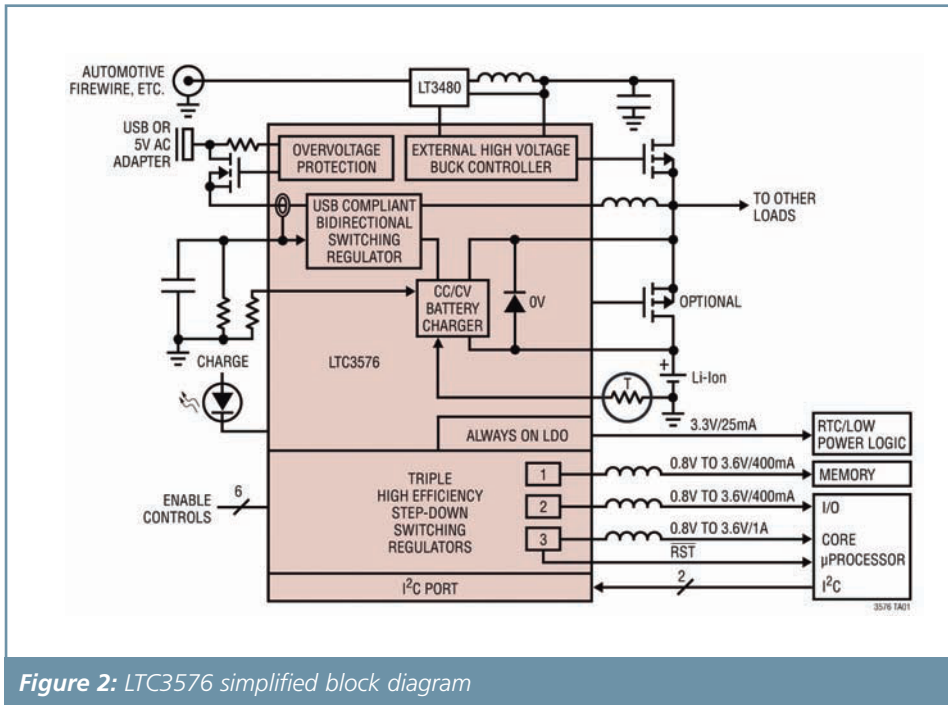 AUTOMOTIVE
FIREWIRE, ETC.
LT3480
USB OR
5V AC
ADAPTER
OVERVOLTAGE
PROTECTION
EXTERNAL HIGH VOLTAGE
BUCK CONTROLLER
USB COMPLIANT
BIDIRECTIONAL
SWITCHING
REGULATOR
TO OTHER
LOADS
CC/CV
BATTERY
CHARGER
0V
OPTIONAL
LTC3576
CHARGE
T
+
Li-Ion
ALWAYS ON LDO
3.3V/25mA
RTC/LOW
POWER LOGIC
TRIPLE
HIGH EFFICIENCY
STEP-DOWN
SWITCHING
REGULATORS
ENABLE
CONTROLS
6
1
0.8V TO 3.6V/400mA
MEMORY
2
0.8V TO 3.6V/400mA
I/O
3
0.8V TO 3.6V/1A
CORE
RST
µPROCESSOR
I²C PORT
2
I²C
3576 TA01
Figure 2: LTC3576 simplified block diagram